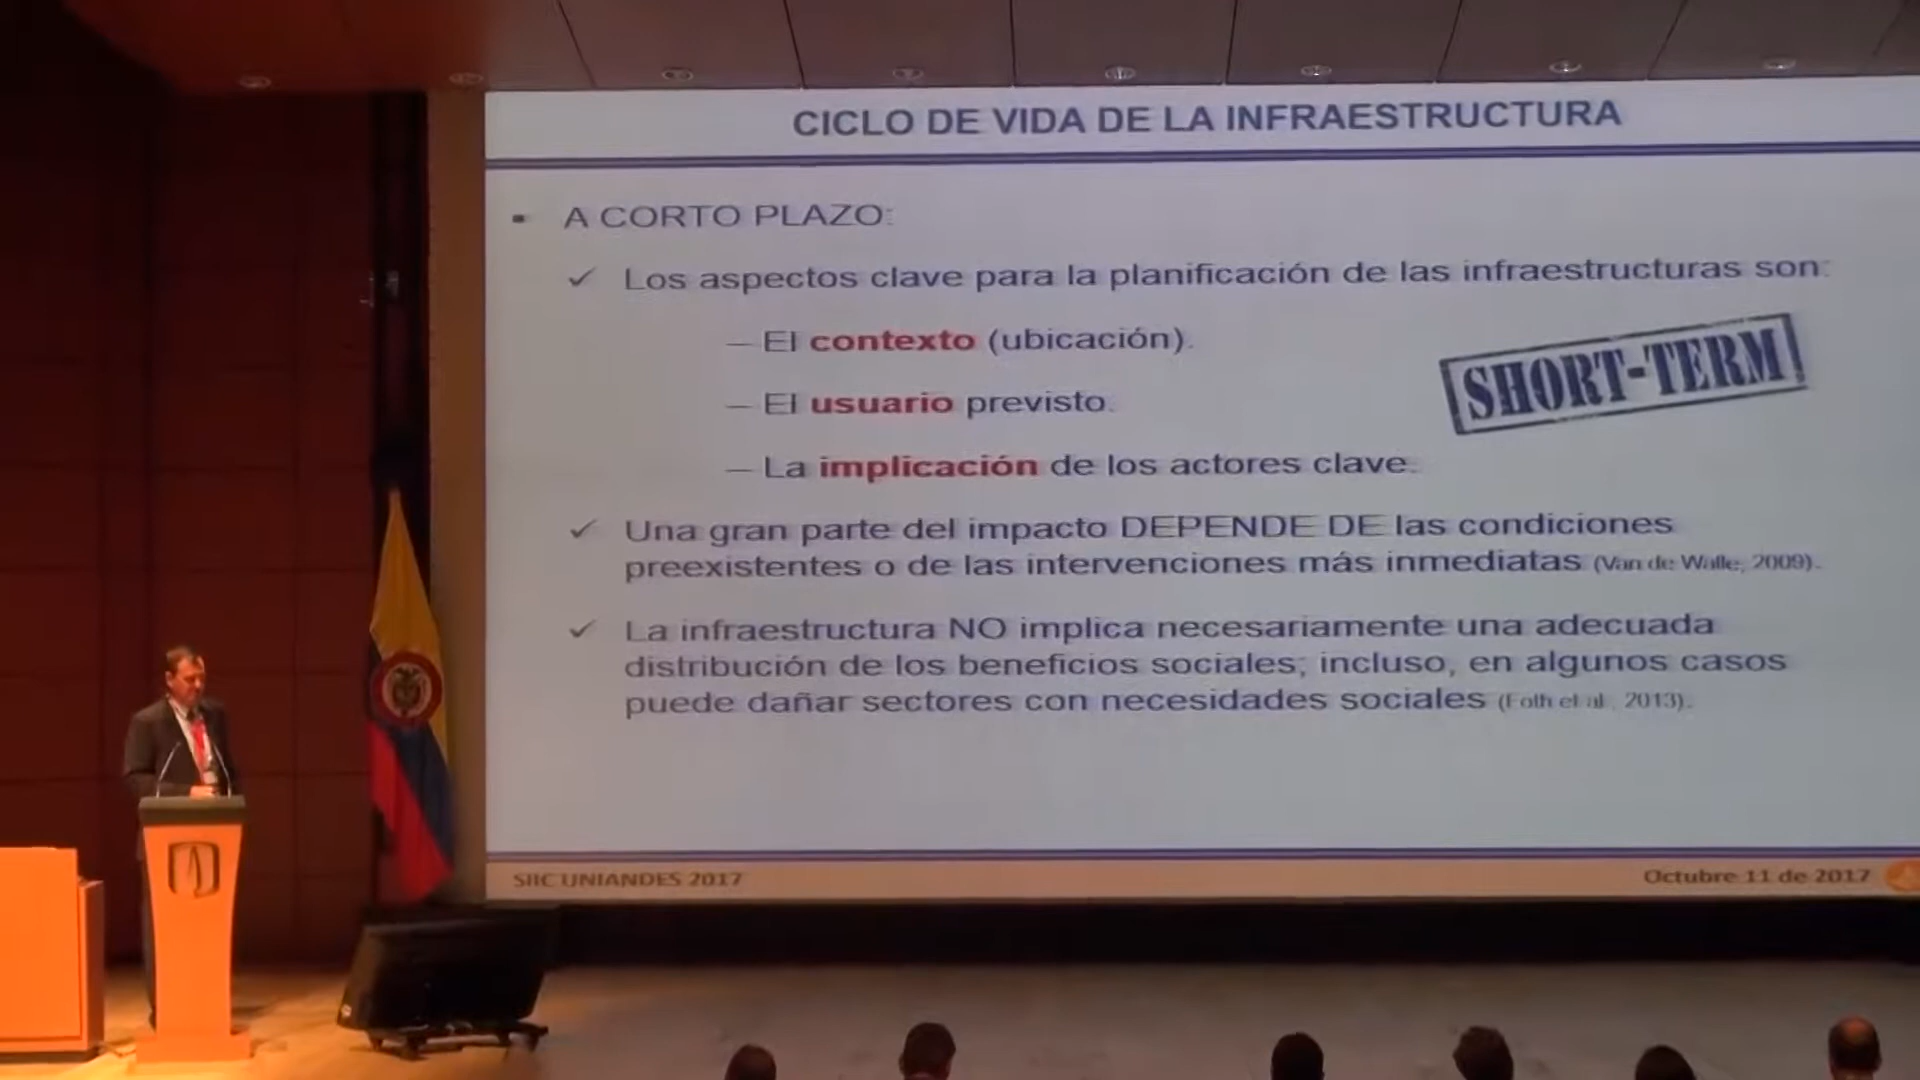 CICLO DE VIDA DE LA INFRAESTRUCTURA
▪ A CORTO PLAZO:
✓ Los aspectos clave para la planificación de las infraestructuras son:
– El contexto (ubicación).
– El usuario previsto.
– La implicación de los actores clave.
SHORT-TERM
✓ Una gran parte del impacto DEPENDE DE las condiciones
preexistentes o de las intervenciones más inmediatas (Van de Walle, 2009).
✓ La infraestructura NO implica necesariamente una adecuada
distribución de los beneficios sociales; incluso, en algunos casos
puede dañar sectores con necesidades sociales (Foth et al., 2013).
SIIC UNIANDES 2017
Octubre 11 de 2017